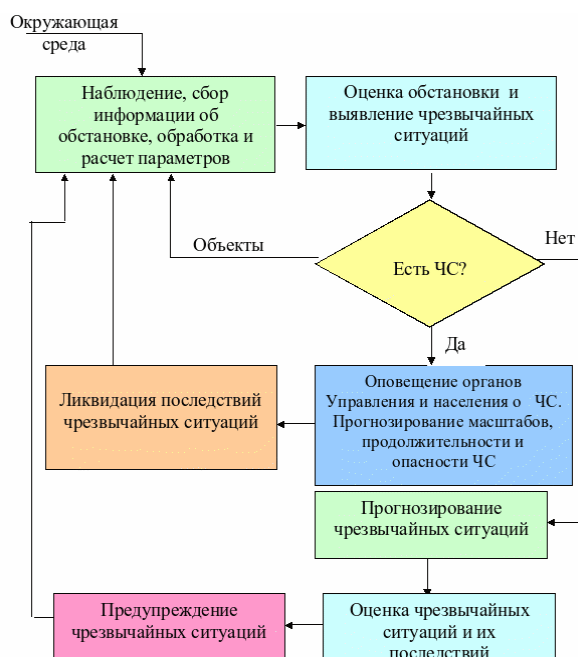 Окружающая
среда
Наблюдение, сбор
информации об
обстановке, обработка и
расчет параметров
Оценка обстановки и
выявление чрезвычайных
ситуаций
Объекты
Есть ЧС?
Нет
Да
Ликвидация последствий
чрезвычайных ситуаций
Оповещение органов
Управления и населения о ЧС.
Прогнозирование масштабов,
продолжительности и
опасности ЧС
Прогнозирование
чрезвычайных ситуаций
Предупреждение
чрезвычайных ситуаций
Оценка чрезвычайных
ситуаций и их
последствий